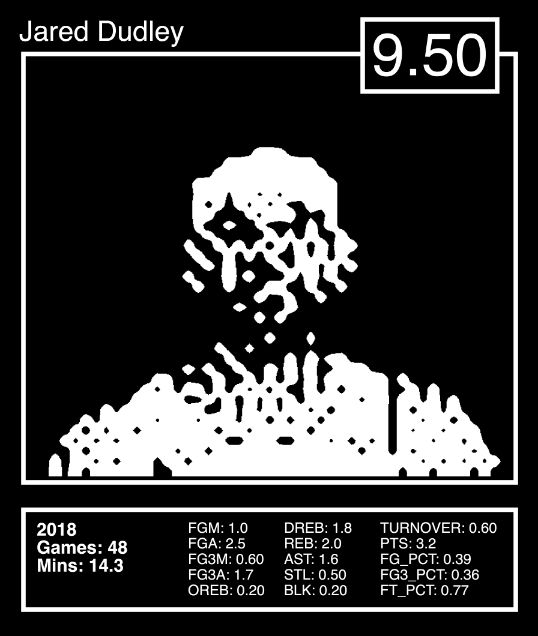 Jared Dudley
9.50
2018
Games: 48
Mins: 14.3
FGM: 1.0
FGA: 2.5
FG3M: 0.60
FG3A: 1.7
OREB: 0.20
DREB: 1.8
REB: 2.0
AST: 1.6
STL: 0.50
BLK: 0.20
TURNOVER: 0.60
PTS: 3.2
FG_PCT: 0.39
FG3_PCT: 0.36
FT_PCT: 0.77